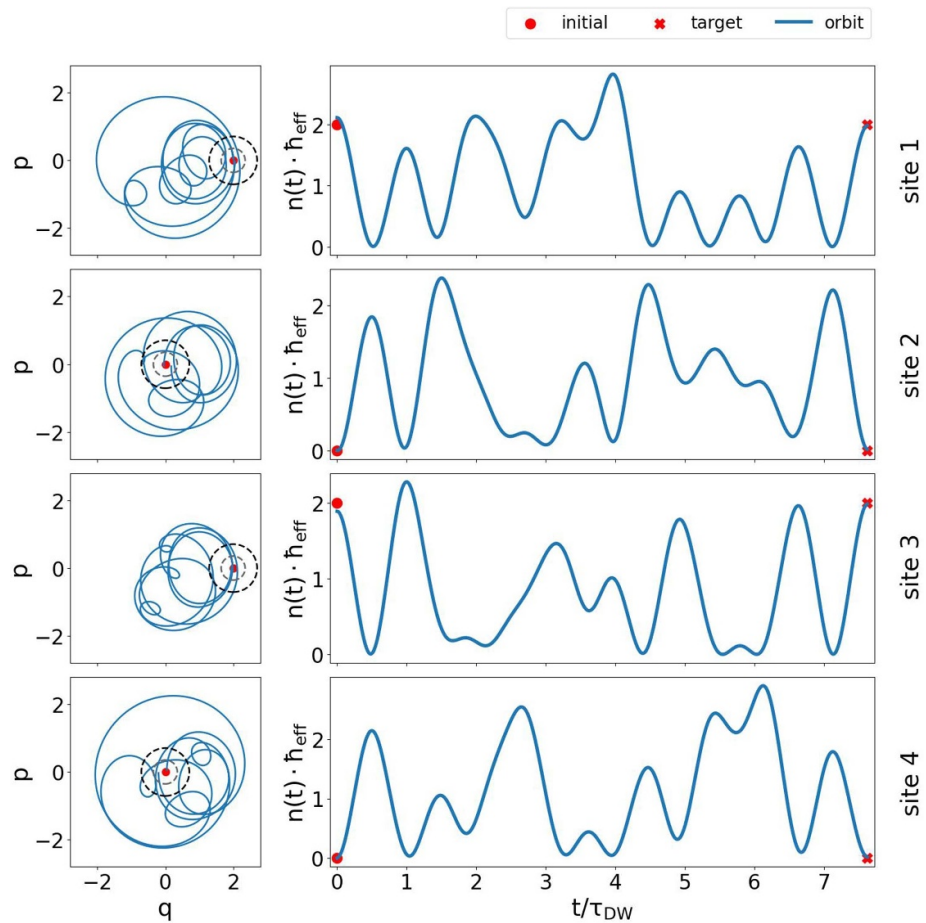 initial target orbit
2
0
−2
p
2
1
0
n(t) · ħeff
site 1
2
0
−2
p
2
1
0
n(t) · ħeff
site 2
2
0
−2
p
2
1
0
n(t) · ħeff
site 3
2
0
−2
p
2
1
0
n(t) · ħeff
site 4
−2 0 2
q
0 1 2 3 4 5 6 7
t/τDW